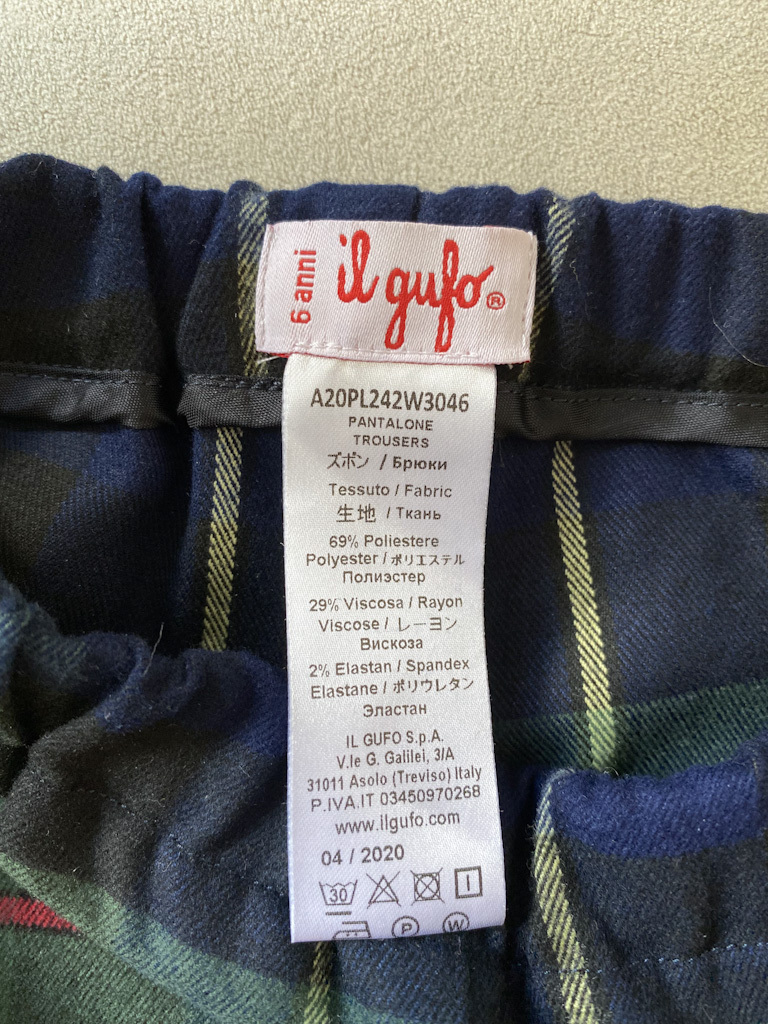 6 anni
il gufo®
A20PL242W3046
PANTALONE
TROUSERS
ズボン / Брюки
Tessuto / Fabric
生地 / Ткань
69% Poliestere
Polyester / ポリエステル
Полиэстер
29% Viscosa / Rayon
Viscose / レーヨン
Вискоза
2% Elastan / Spandex
Elastane / ポリウレタン
Эластан
IL GUFO S.p.A.
V.le G. Galilei, 3/A
31011 Asolo (Treviso) Italy
P.IVA.IT 03450970268
www.ilgufo.com
04 / 2020
30
P W